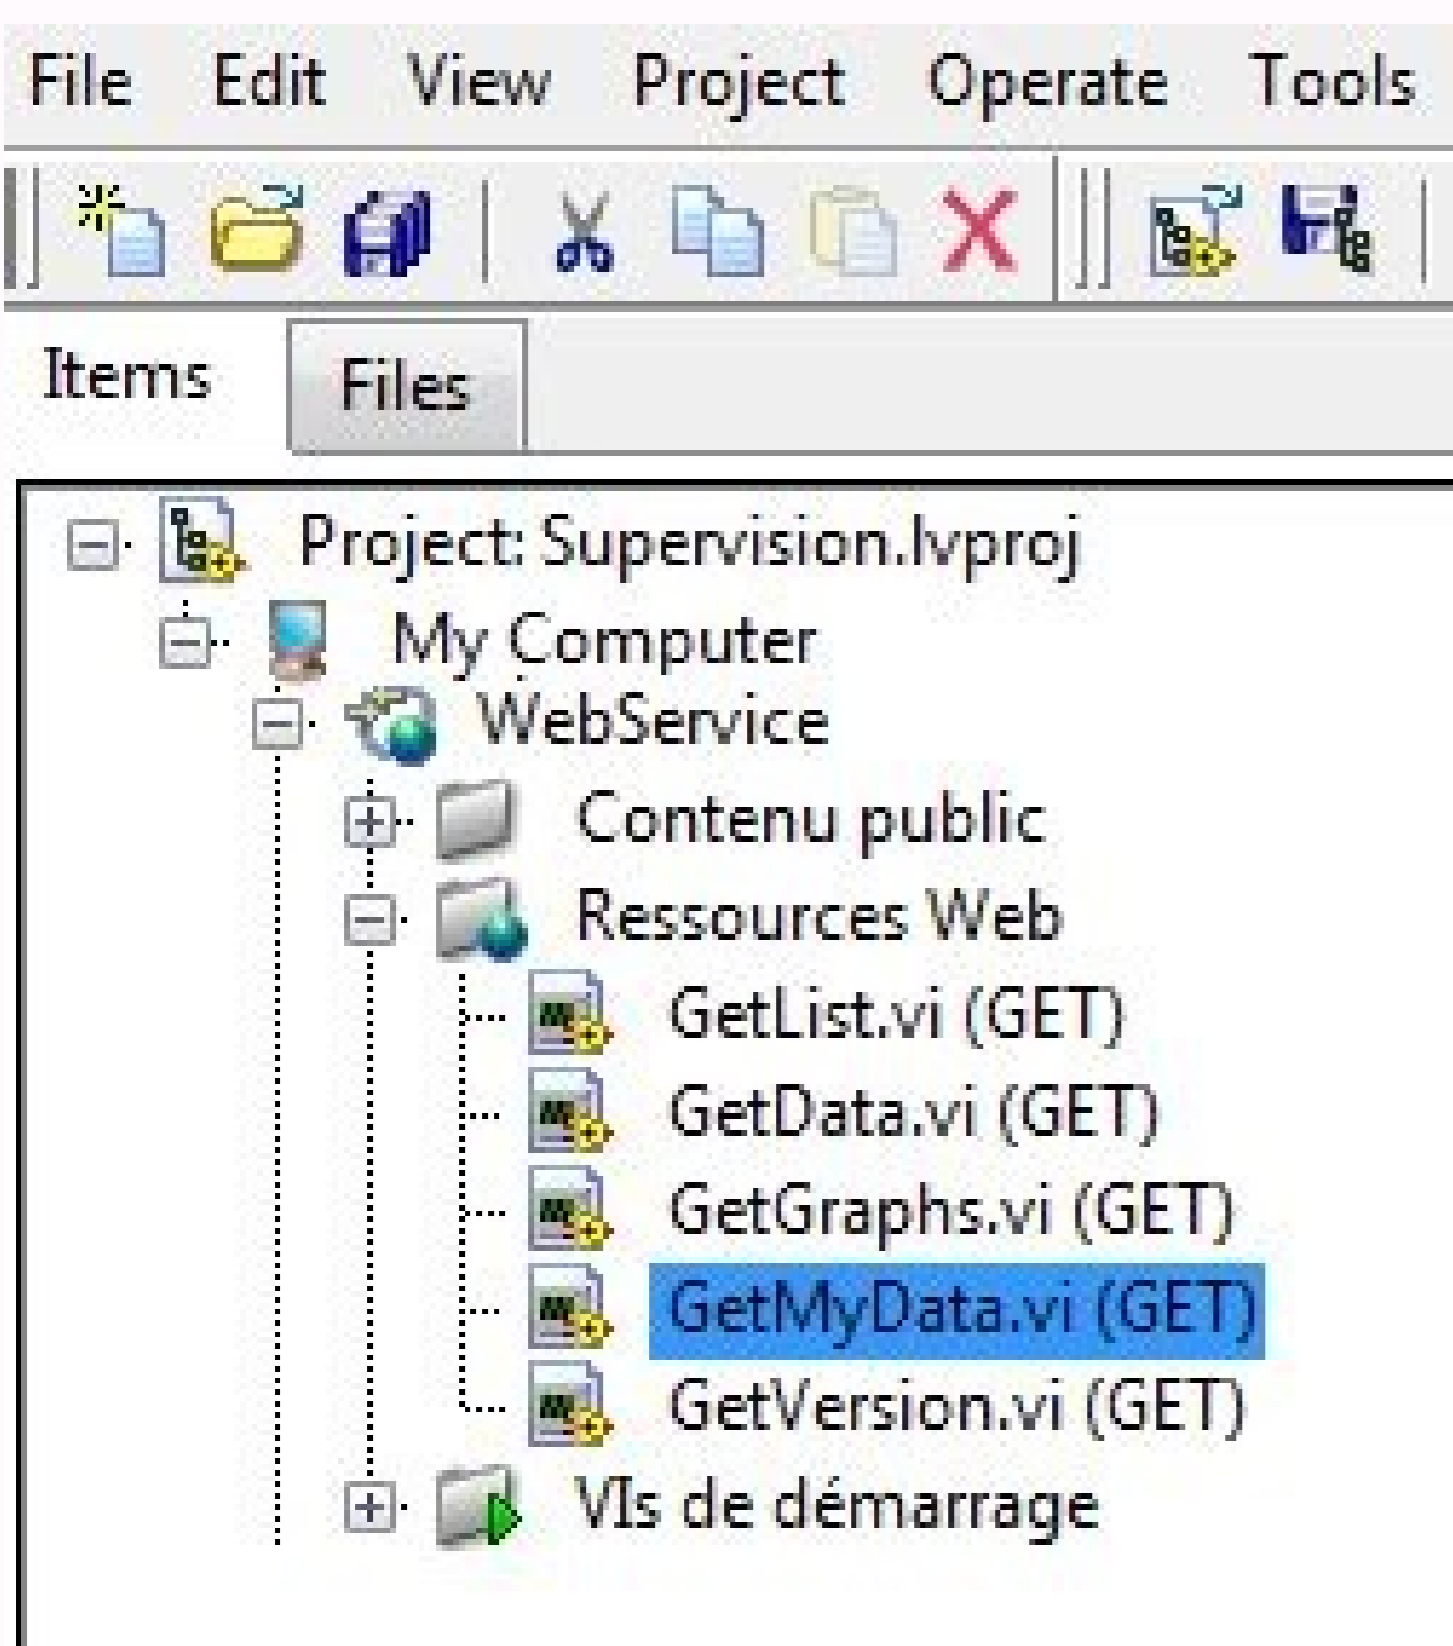 File Edit View Project Operate Tools
Items Files
Project: Supervision.lvproj
My Computer
WebService
Contenu public
Ressources Web
GetList.vi (GET)
GetData.vi (GET)
GetGraphs.vi (GET)
GetMyData.vi (GET)
GetVersion.vi (GET)
VIs de démarrage